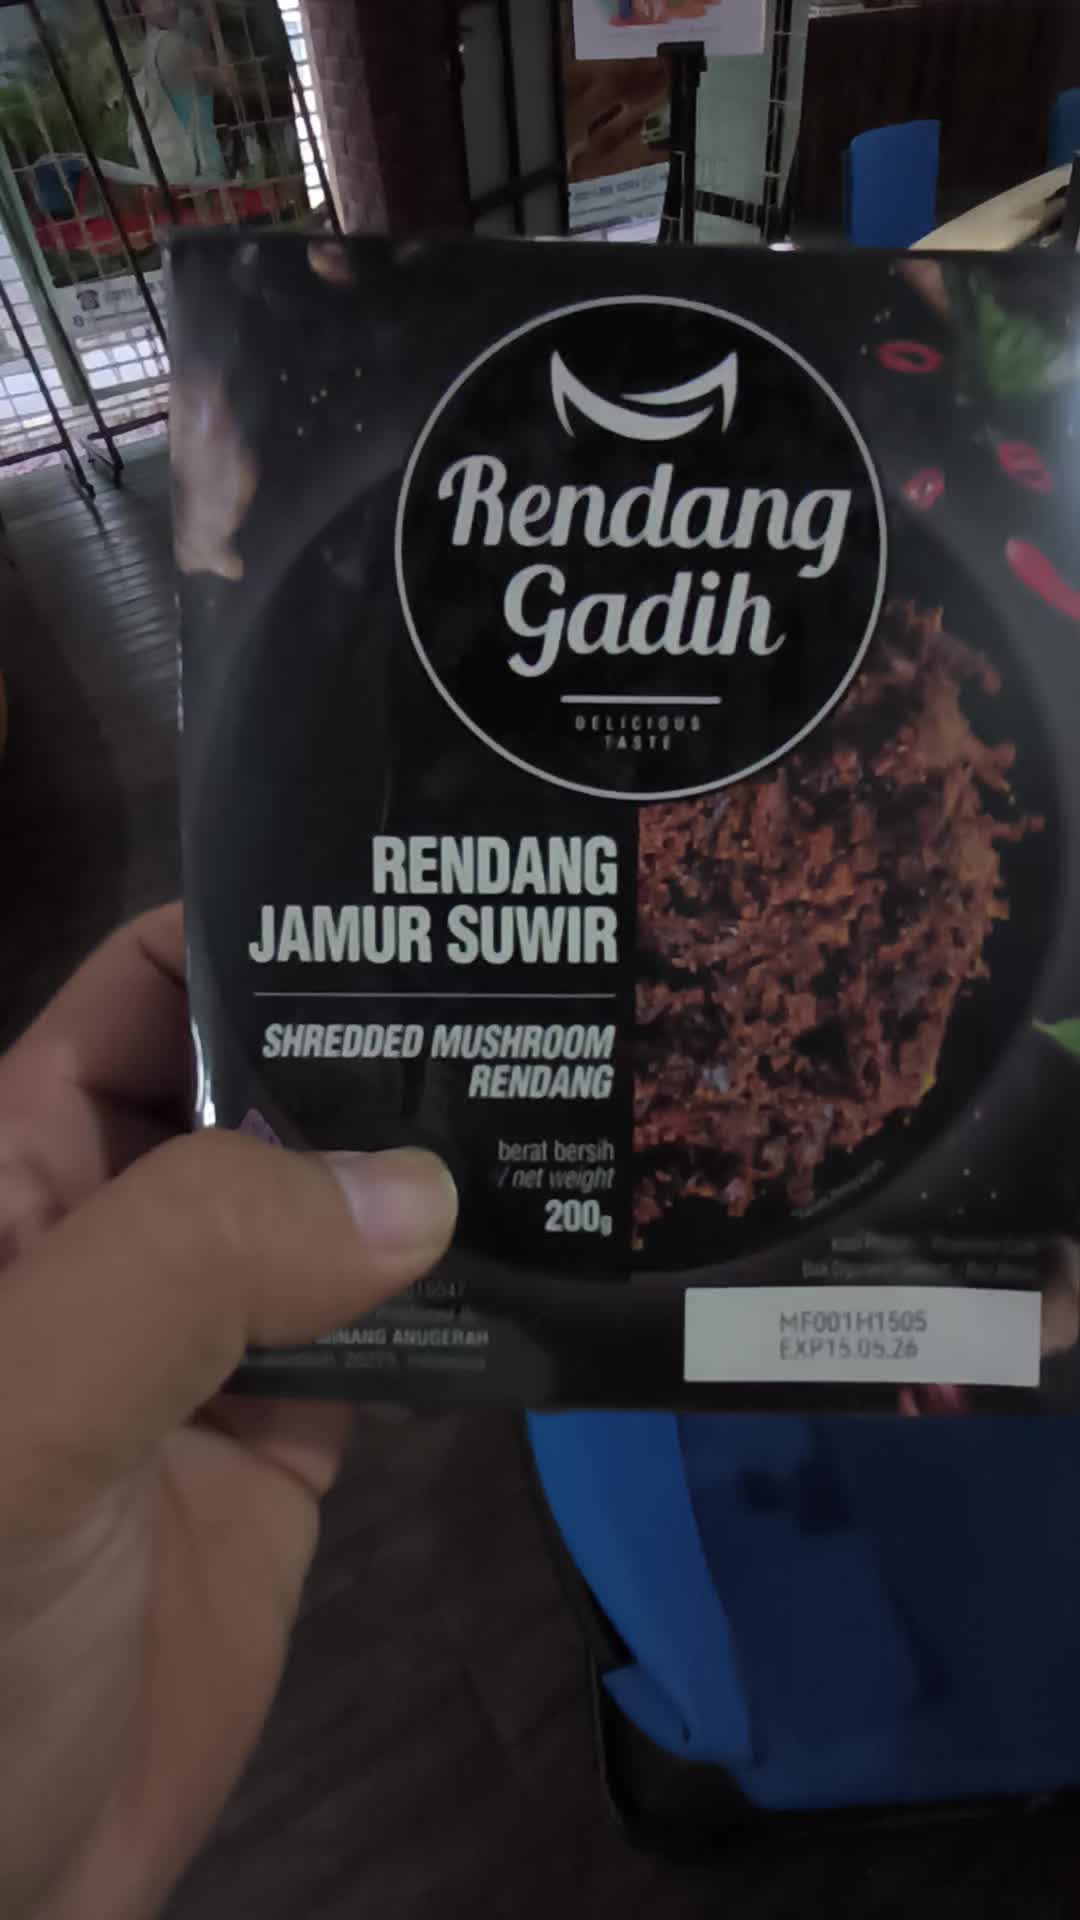 Rendang
Gadih
DELICIOUS
TASTE
RENDANG
JAMUR SUWIR
SHREDDED MUSHROOM
RENDANG
berat bersih
/ net weight
200g
ANUGERAH
MF001H1505
EXP15.05.26